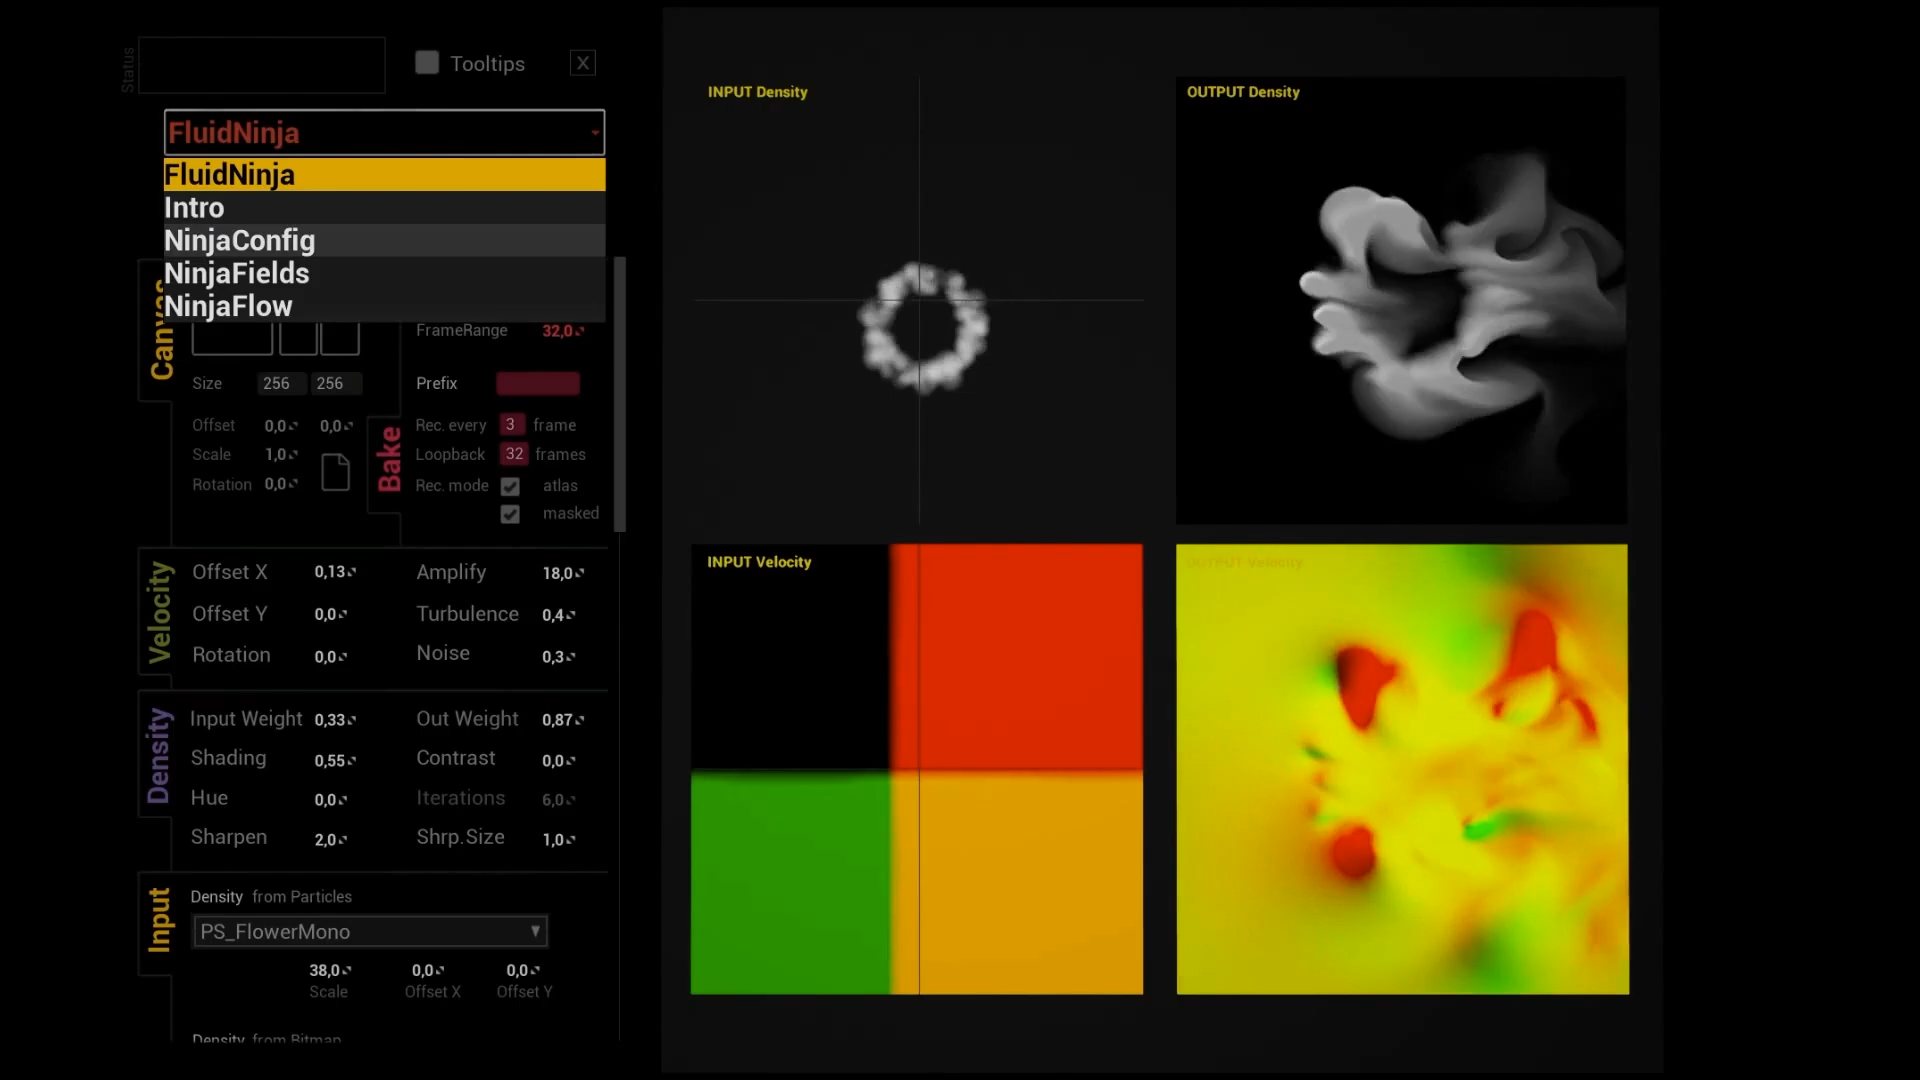 Status
Tooltips
X
FluidNinja
FluidNinja
Intro
NinjaConfig
NinjaFields
NinjaFlow
Canvas
FrameRange 32,0
Size 256 256
Prefix
Offset 0,0 0,0
Scale 1,0
Rotation 0,0
Bake
Rec. every 3 frame
Loopback 32 frames
Rec. mode atlas
masked
Velocity
Offset X 0,13 Amplify 18,0
Offset Y 0,0 Turbulence 0,4
Rotation 0,0 Noise 0,3
Density
Input Weight 0,33 Out Weight 0,87
Shading 0,55 Contrast 0,0
Hue 0,0 Iterations 6,0
Sharpen 2,0 Shrp.Size 1,0
Input
Density from Particles
PS_FlowerMono
38,0 0,0 0,0
Scale Offset X Offset Y
Density from Bitmap
INPUT Density
OUTPUT Density
INPUT Velocity
OUTPUT Velocity